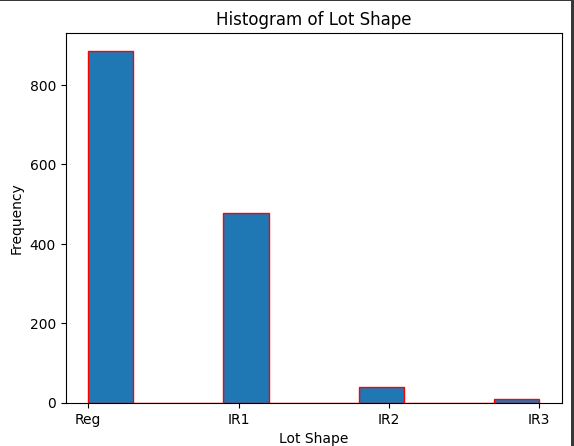 Histogram of Lot Shape
800
600
400
200
0
Frequency
Reg IR1 IR2 IR3
Lot Shape